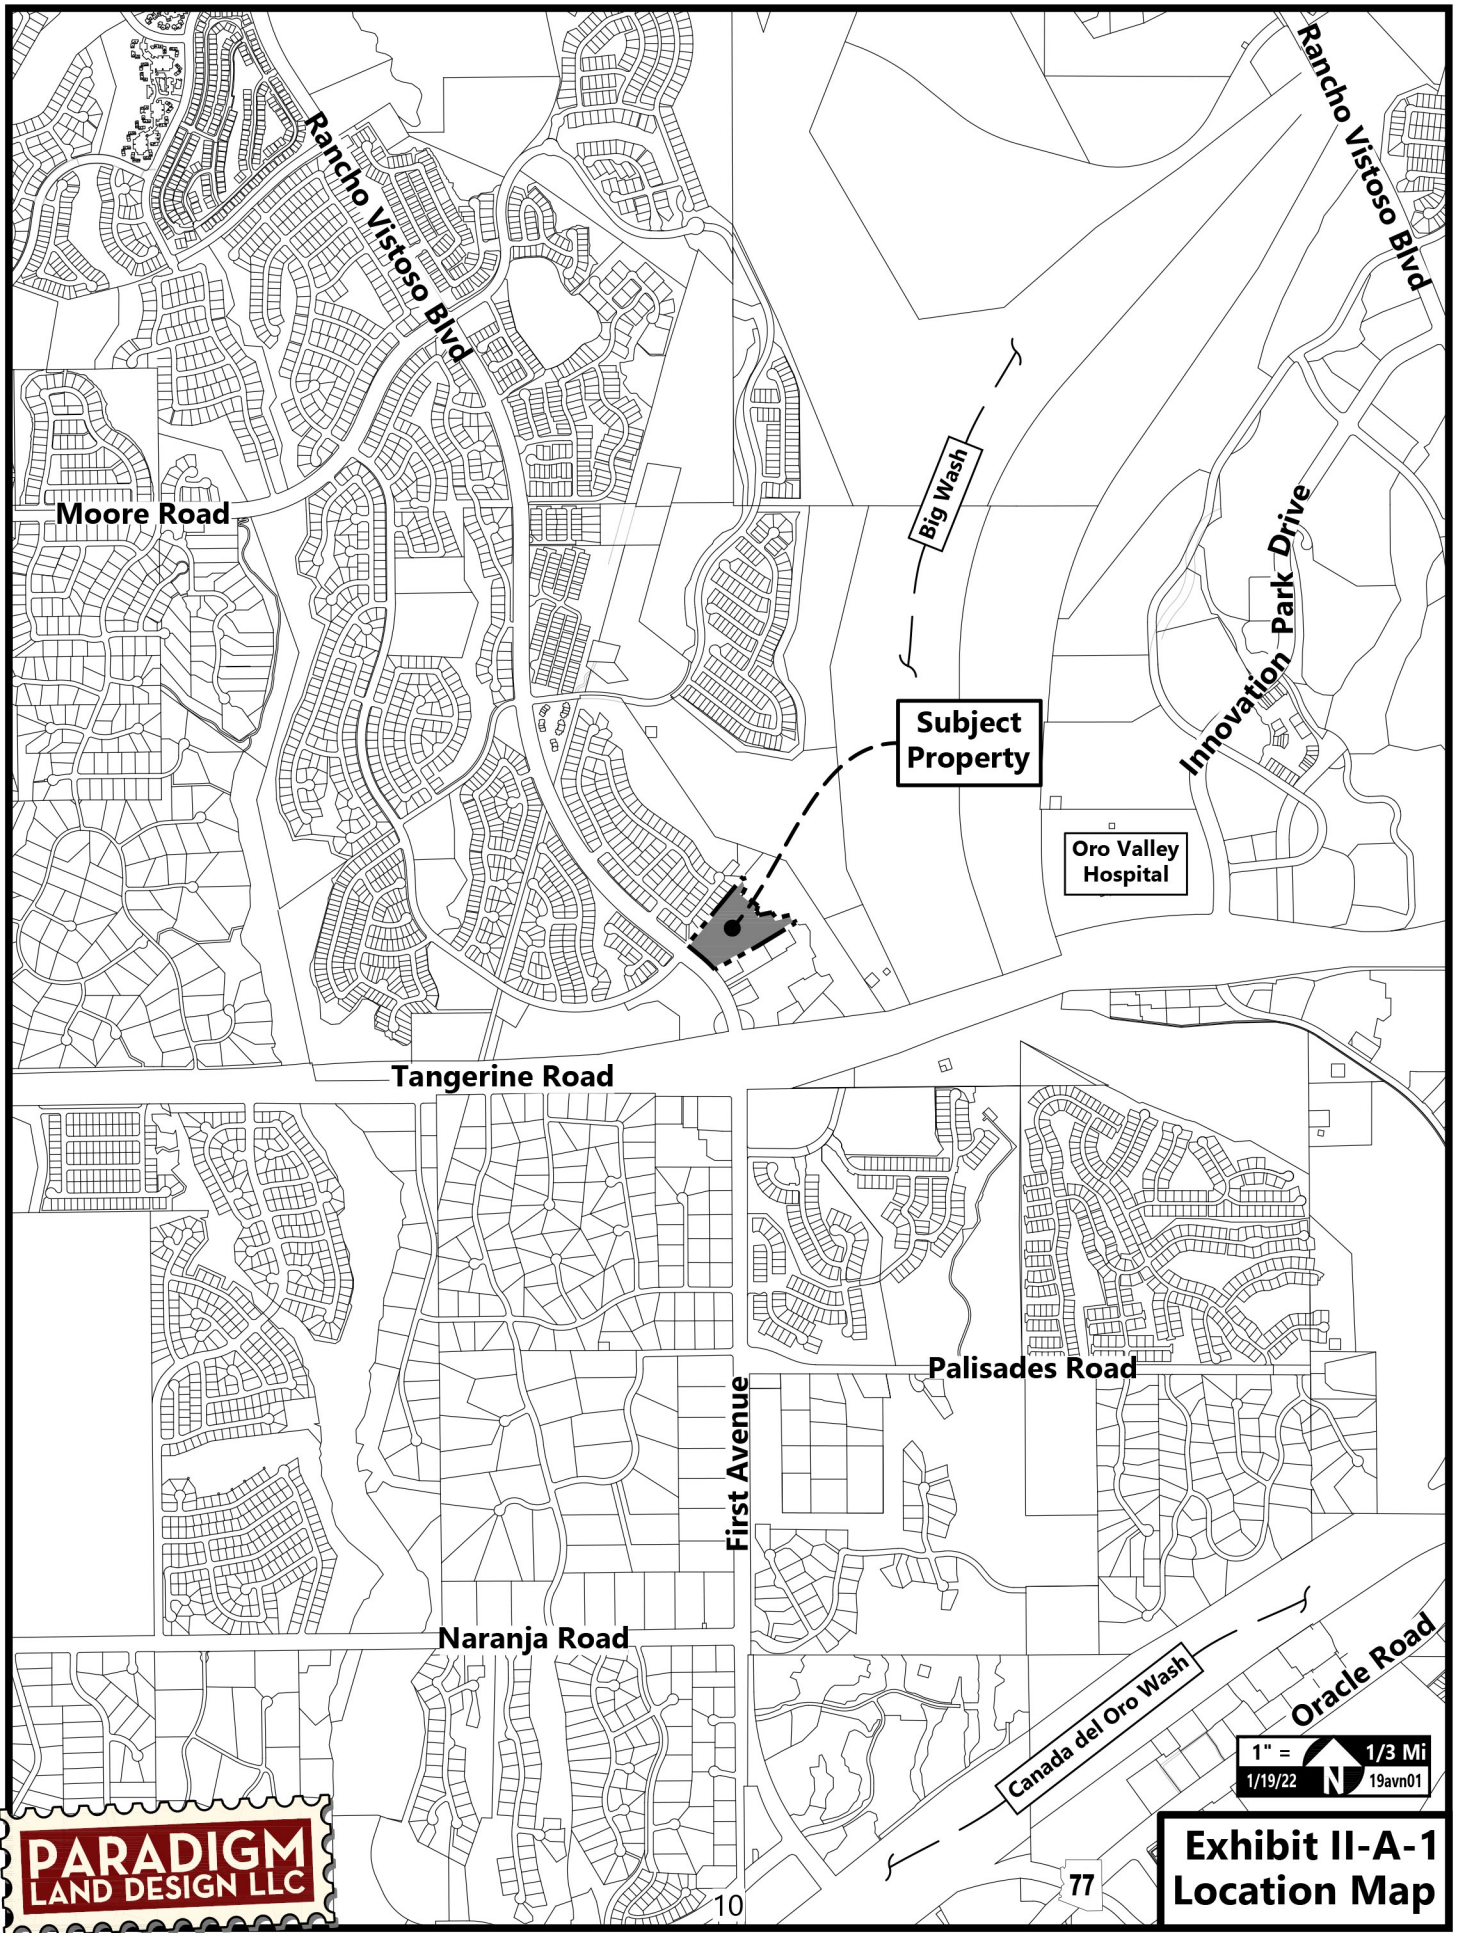 Rancho Vistoso Blvd
Rancho Vistoso Blvd
Moore Road
Big Wash
Innovation Park Drive
Subject
Property
Oro Valley
Hospital
Tangerine Road
Palisades Road
First Avenue
Naranja Road
Canada del Oro Wash
Oracle Road
1" = 1/3 Mi
1/19/22 N 19avn01
PARADIGM
LAND DESIGN LLC
10
77
Exhibit II-A-1
Location Map